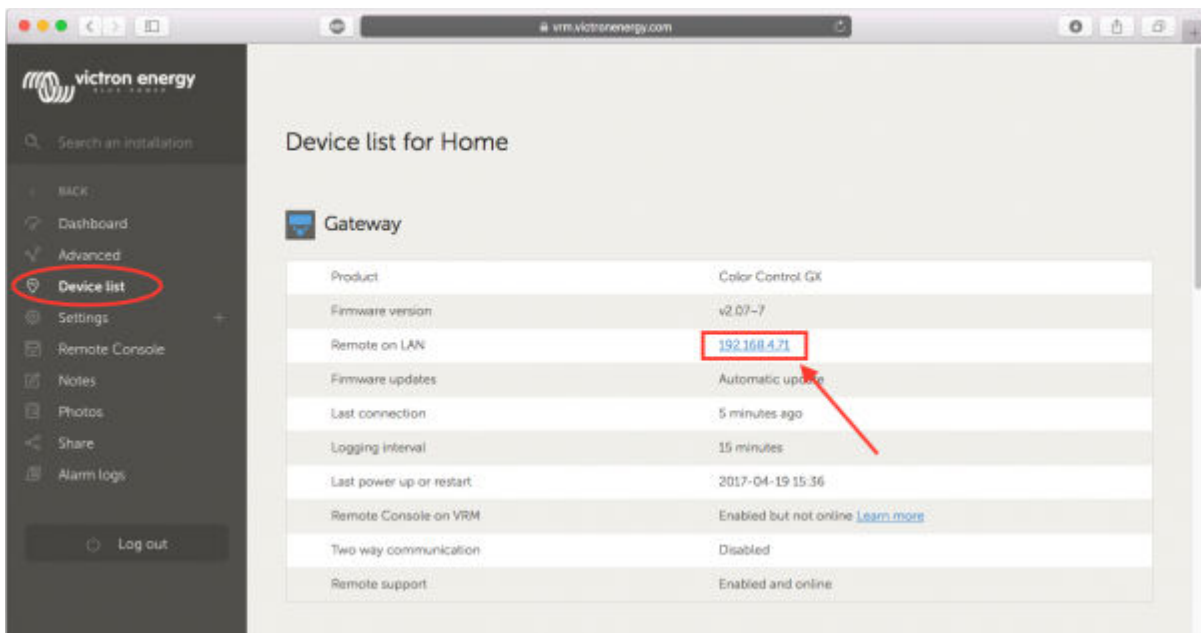 vrm.victronenergy.com
victron energy
BLUE POWER
Search an installation
BACK
Dashboard
Advanced
Device list
Settings
Remote Console
Notes
Photos
Share
Alarm logs
Log out
Device list for Home
Gateway
Product Color Control GX
Firmware version v2.07~7
Remote on LAN 192.168.4.71
Firmware updates Automatic update
Last connection 5 minutes ago
Logging interval 15 minutes
Last power up or restart 2017-04-19 15:36
Remote Console on VRM Enabled but not online Learn more
Two way communication Disabled
Remote support Enabled and online